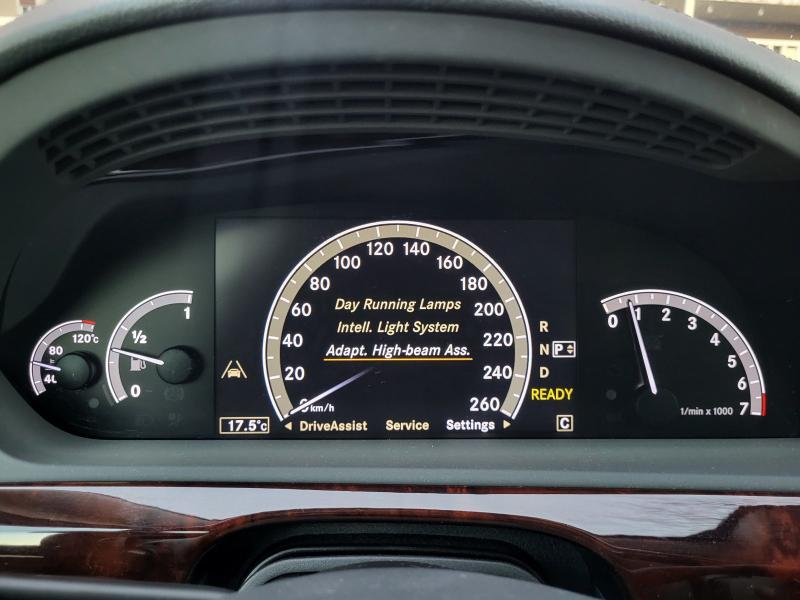 120°C
80
40
1
½
0
0
20
40
60
80
100
120
140
160
180
200
220
240
260
km/h
Day Running Lamps
Intell. Light System
Adapt. High-beam Ass.
17.5°C
DriveAssist Service Settings
R
N P
D
READY
C
0 1 2 3 4 5 6 7
1/min x 1000